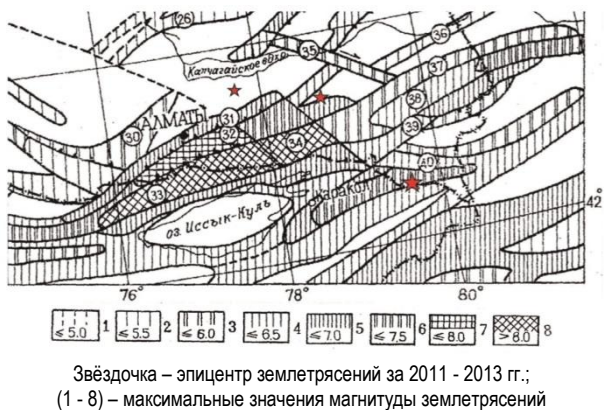 26
35
36
Капчагайское вдхр.
37
38
АЛМАТЫ
31
30
32
39
34
40
33
Каракол
оз. Иссык-Куль
42°
76°
78°
80°
≤ 5.0 1 ≤ 5.5 2 ≤ 6.0 3 ≤ 6.5 4 ≤ 7.0 5 ≤ 7.5 6 ≤ 8.0 7 > 8.0 8
Звёздочка – эпицентр землетрясений за 2011 - 2013 гг.;
(1 - 8) – максимальные значения магнитуды землетрясений